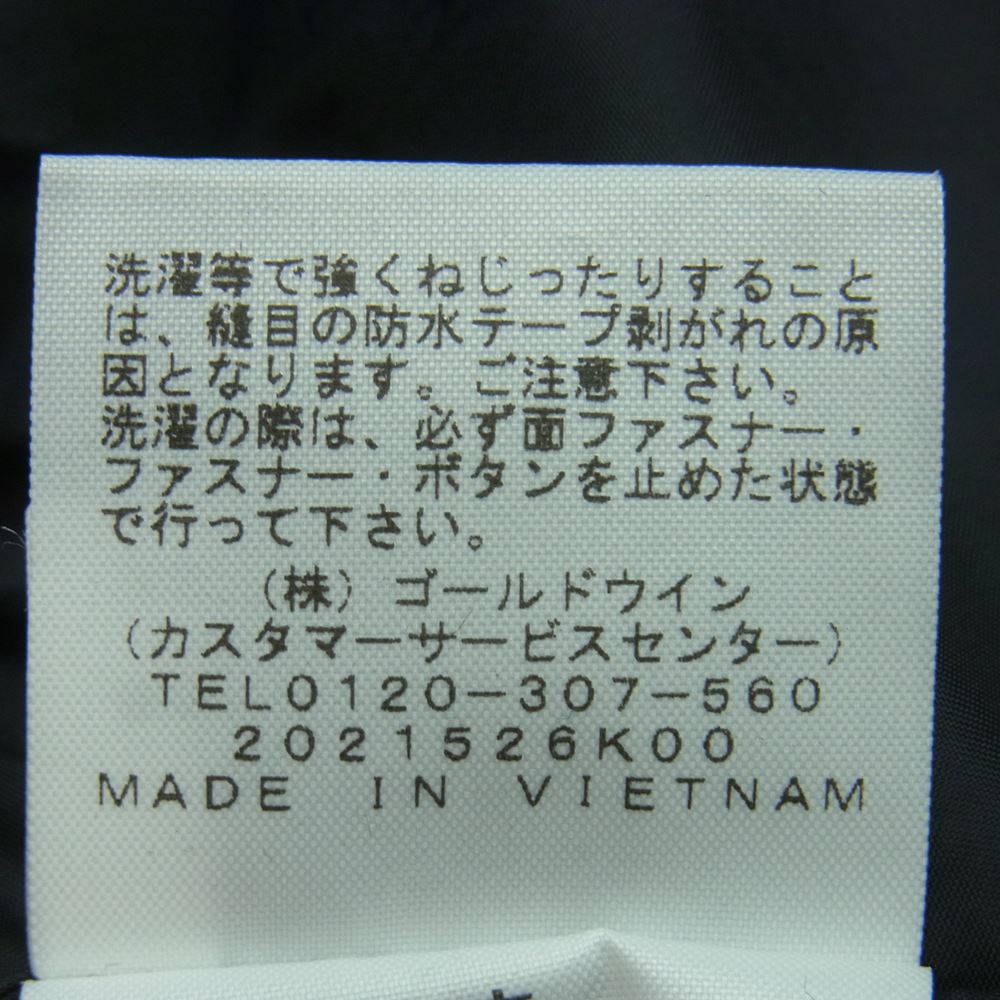 洗濯等で強くねじったりすること
は、縫目の防水テープ剥がれの原
因となります。ご注意下さい。
洗濯の際は、必ず面ファスナー・
ファスナー・ボタンを止めた状態
で行って下さい。
(株)ゴールドウイン
(カスタマーサービスセンター)
TEL0120-307-560
2021526K00
MADE IN VIETNAM